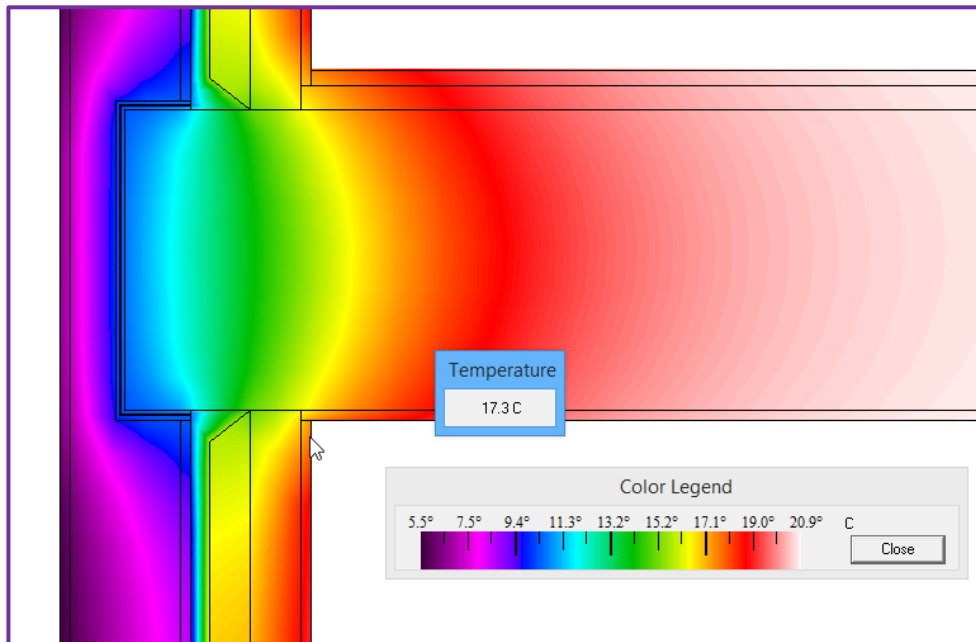 Temperature
17.3 C
Color Legend
5.5° 7.5° 9.4° 11.3° 13.2° 15.2° 17.1° 19.0° 20.9° C
Close